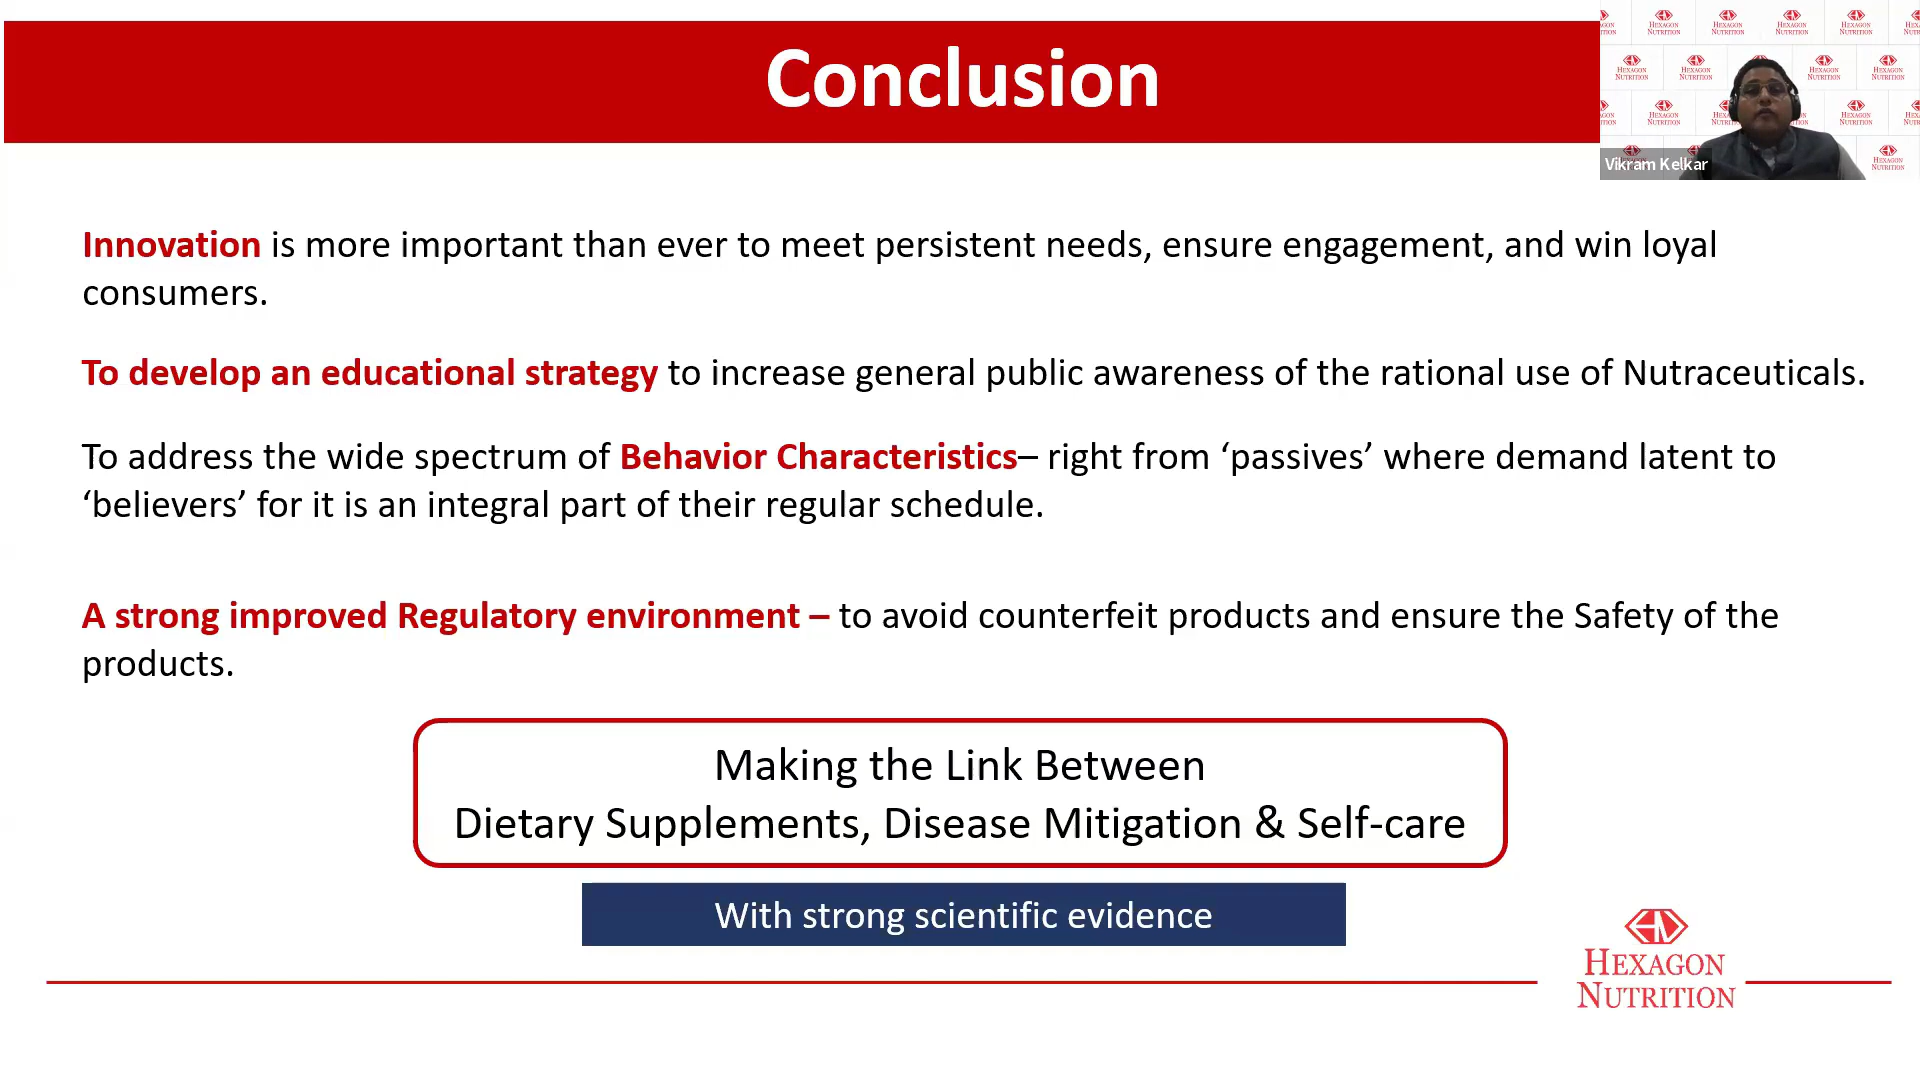 Conclusion
Vikram Kelkar
Innovation is more important than ever to meet persistent needs, ensure engagement, and win loyal
consumers.
To develop an educational strategy to increase general public awareness of the rational use of Nutraceuticals.
To address the wide spectrum of Behavior Characteristics– right from ‘passives’ where demand latent to
‘believers’ for it is an integral part of their regular schedule.
A strong improved Regulatory environment – to avoid counterfeit products and ensure the Safety of the
products.
Making the Link Between
Dietary Supplements, Disease Mitigation & Self-care
With strong scientific evidence
HEXAGON
NUTRITION